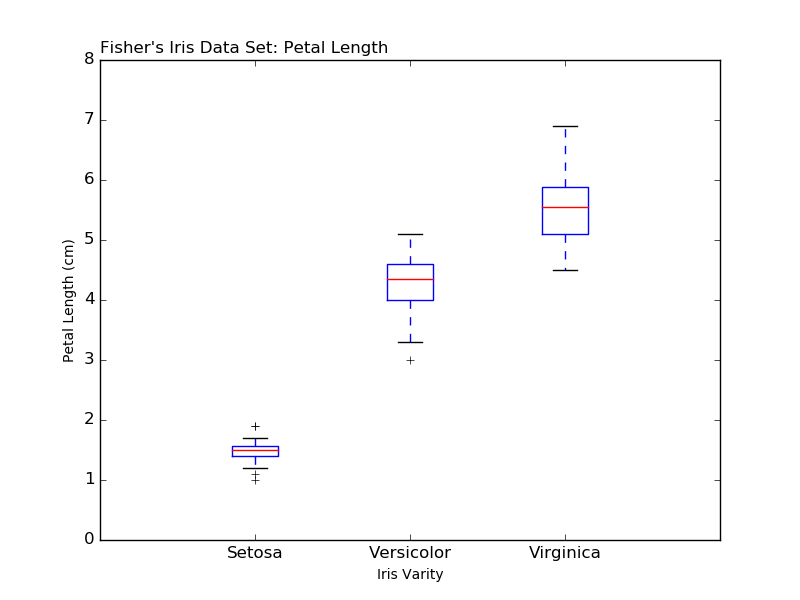 Fisher's Iris Data Set: Petal Length
8
7
6
5
4
3
2
1
0
Petal Length (cm)
Setosa Versicolor Virginica
Iris Varity